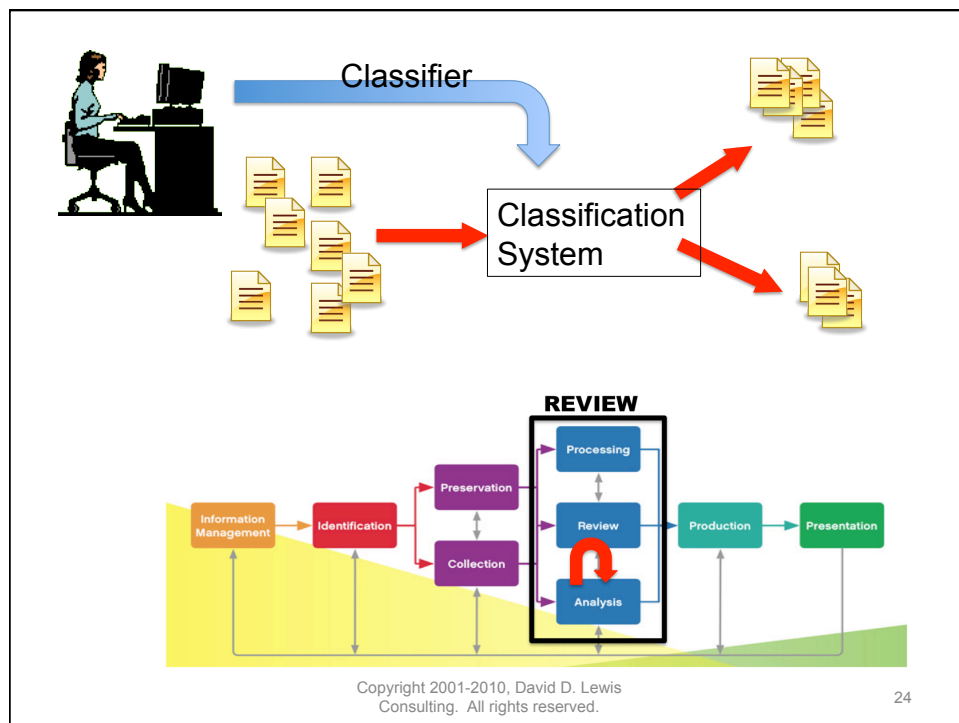 Classifier
Classification
System
REVIEW
Processing
Preservation
Information
Management
Identification
Review
Production
Presentation
Collection
Analysis
Copyright 2001-2010, David D. Lewis
Consulting.  All rights reserved.
24